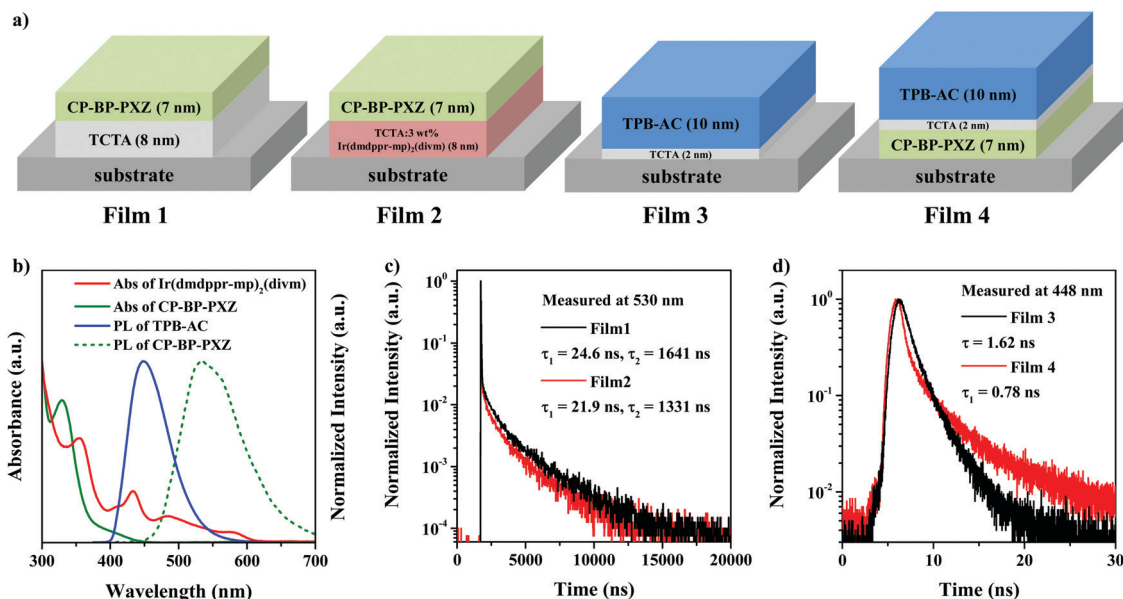 a)
CP-BP-PXZ (7 nm)
TCTA (8 nm)
substrate
Film 1
CP-BP-PXZ (7 nm)
TCTA:3 wt%
Ir(dmdppr-mp)₂(divm) (8 nm)
substrate
Film 2
TPB-AC (10 nm)
TCTA (2 nm)
substrate
Film 3
TPB-AC (10 nm)
TCTA (2 nm)
CP-BP-PXZ (7 nm)
substrate
Film 4
b)
Abs of Ir(dmdppr-mp)₂(divm)
Abs of CP-BP-PXZ
PL of TPB-AC
PL of CP-BP-PXZ
Absorbance (a.u.)
Normalized Intensity (a.u.)
300 400 500 600 700
Wavelength (nm)
c)
Measured at 530 nm
Film1
τ₁ = 24.6 ns, τ₂ = 1641 ns
Film2
τ₁ = 21.9 ns, τ₂ = 1331 ns
Normalized Intensity (a.u.)
10⁰
10⁻¹
10⁻²
10⁻³
10⁻⁴
0 5000 10000 15000 20000
Time (ns)
d)
Measured at 448 nm
Film 3
τ = 1.62 ns
Film 4
τ₁ = 0.78 ns
Normalized Intensity (a.u.)
10⁰
10⁻¹
10⁻²
0 10 20 30
Time (ns)